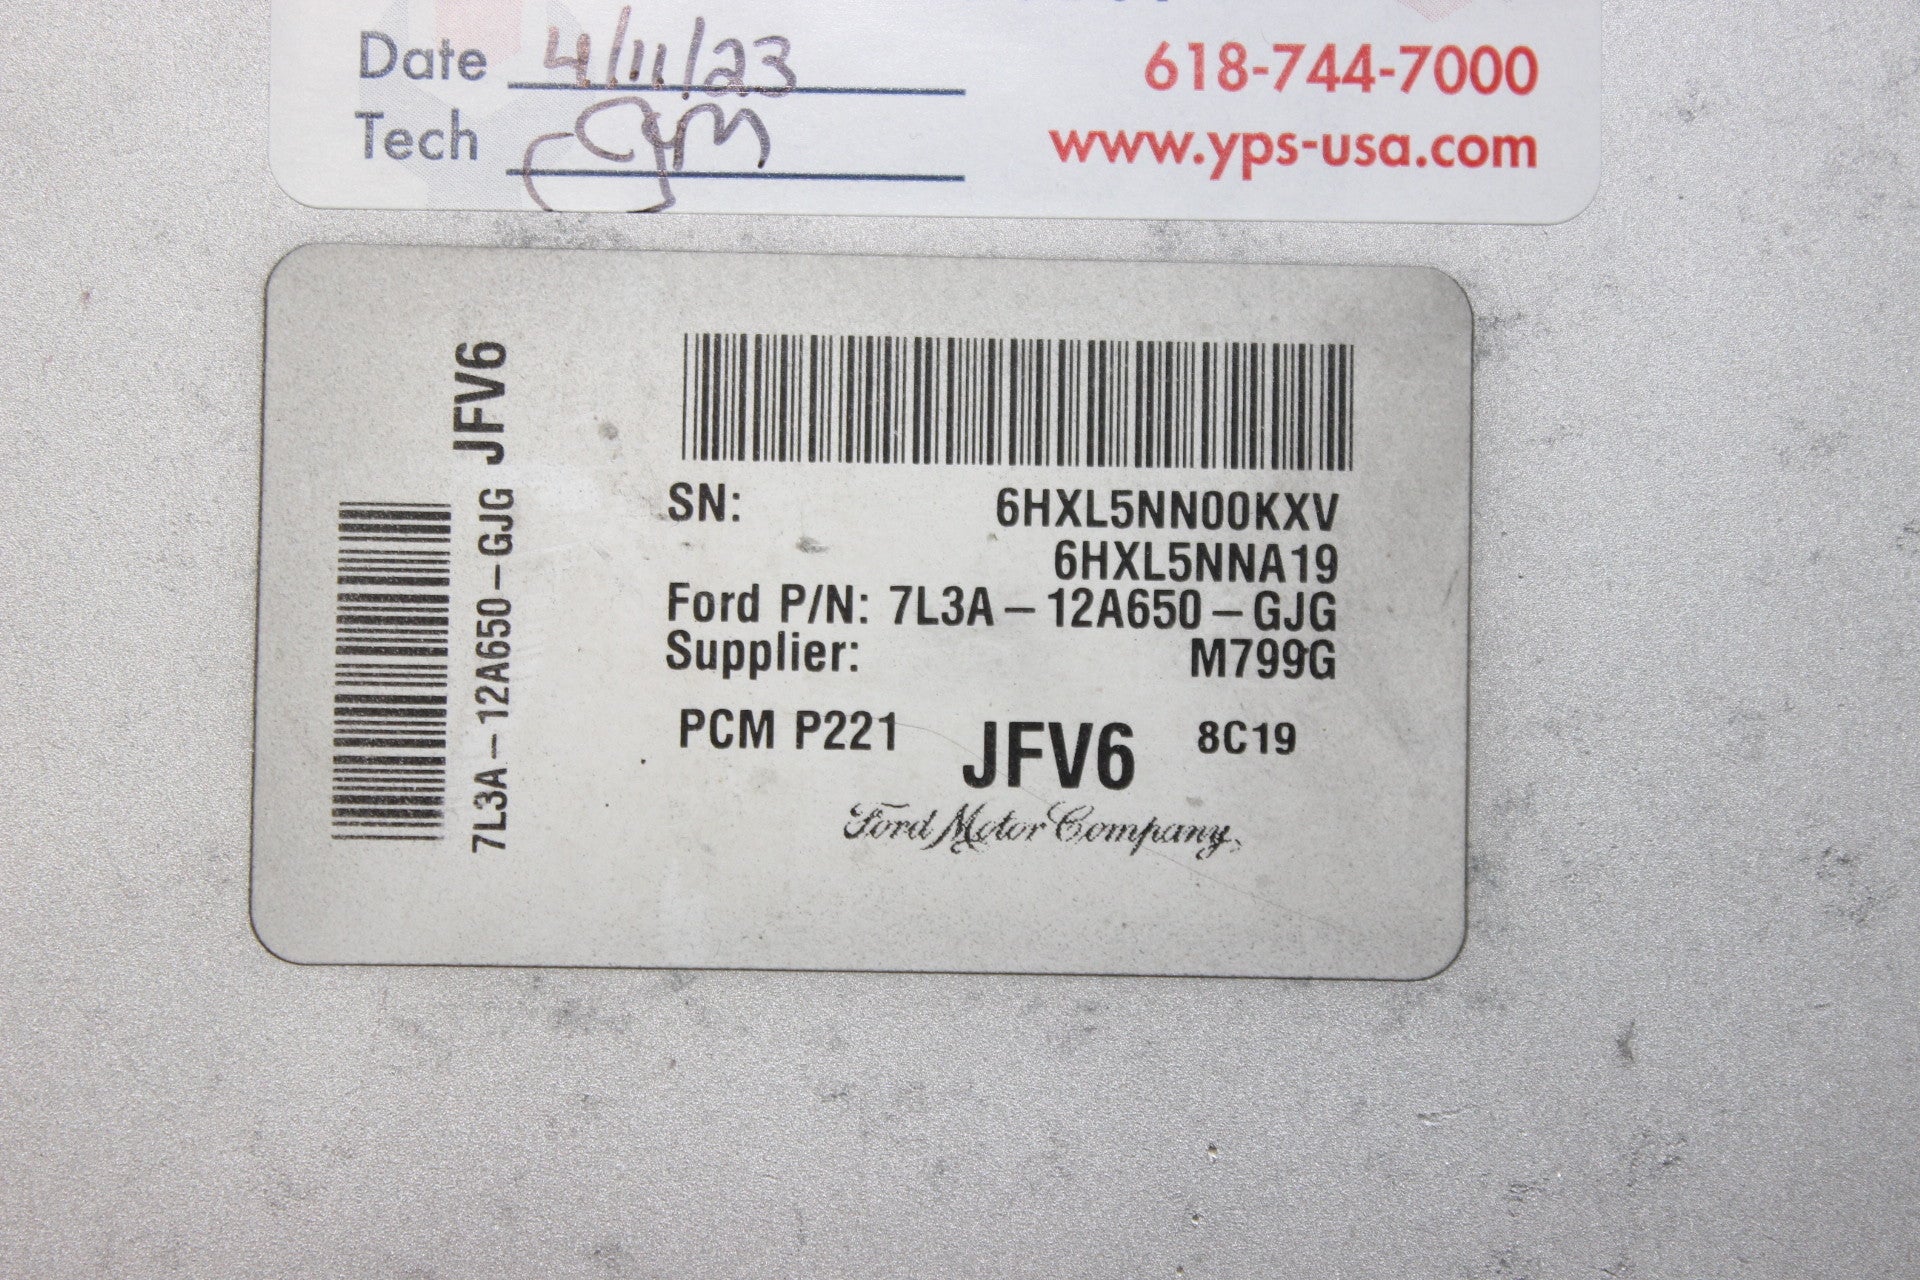 Date 4/11/23
618-744-7000
Tech
www.yps-usa.com
7L3A-12A650-GJG JFV6
SN: 6HXL5NN00KXV
6HXL5NNA19
Ford P/N: 7L3A-12A650-GJG
Supplier: M799G
PCM P221 JFV6 8C19
Ford Motor Company,